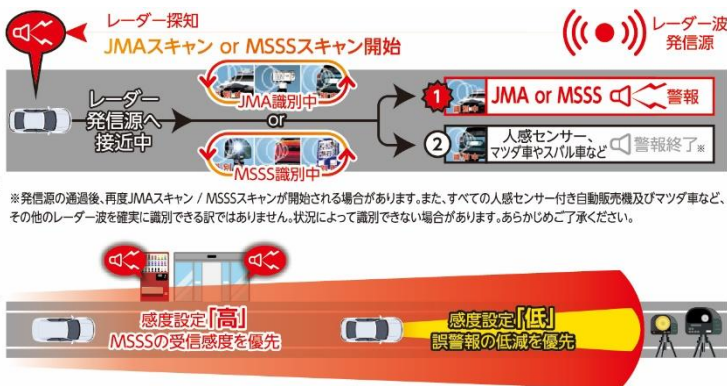 レーダー探知
JMAスキャン or MSSSスキャン開始
レーダー波
発信源
レーダー
発信源へ
接近中
JMA識別中
or
MSSS識別中
1 JMA or MSSS 警報
2 人感センサー、
マツダ車やスバル車など 警報終了※
※発信源の通過後、再度JMAスキャン / MSSSスキャンが開始される場合があります。また、すべての人感センサー付き自動販売機及びマツダ車など、
その他のレーダー波を確実に識別できる訳ではありません。状況によって識別できない場合があります。あらかじめご了承ください。
感度設定「高」
MSSSの受信感度を優先
感度設定「低」
誤警報の低減を優先